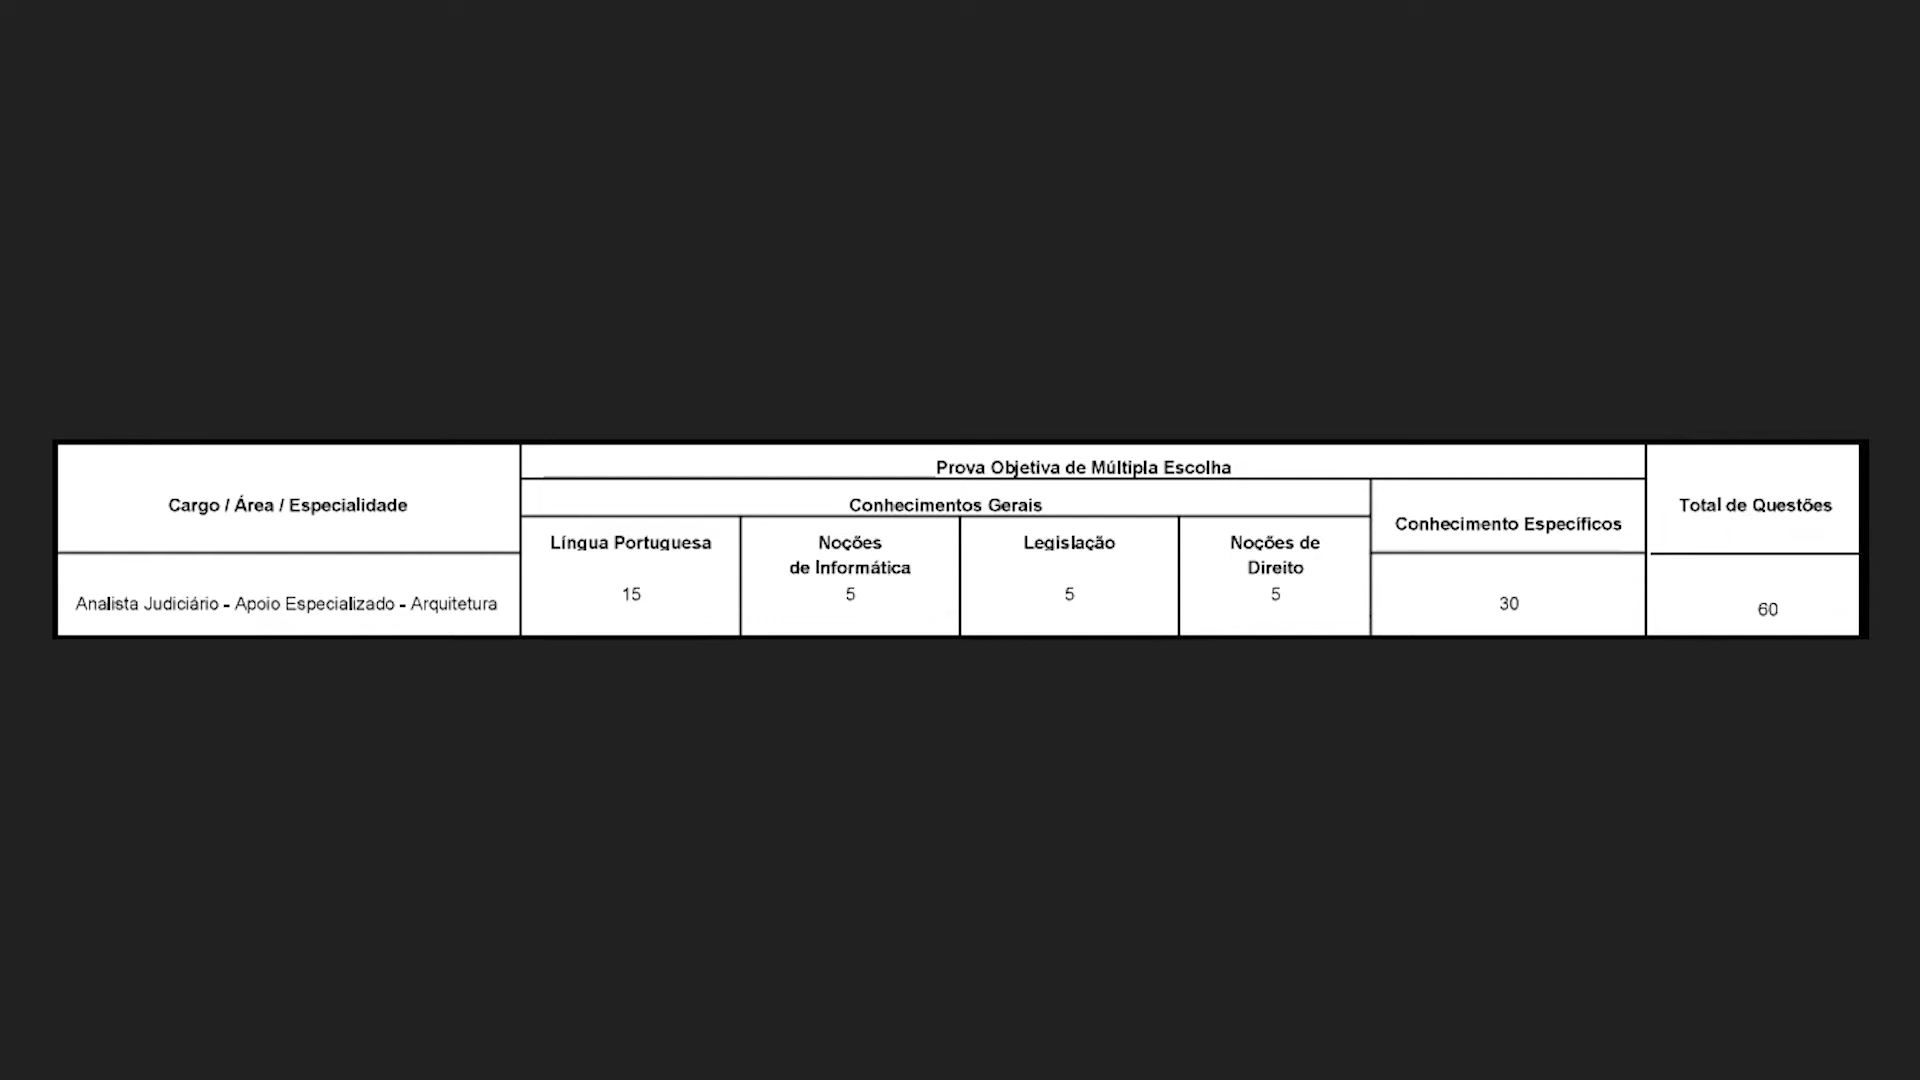 Prova Objetiva de Múltipla Escolha
Cargo / Área / Especialidade
Conhecimentos Gerais
Conhecimento Específicos
Total de Questões
Língua Portuguesa
Noções
de Informática
Legislação
Noções de
Direito
Analista Judiciário - Apoio Especializado - Arquitetura
15
5
5
5
30
60